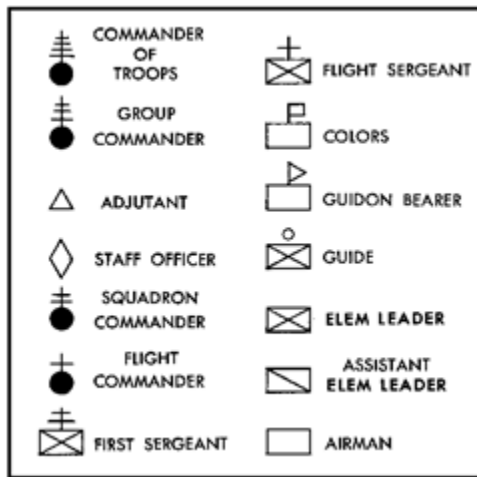 COMMANDER
OF
TROOPS
GROUP
COMMANDER
ADJUTANT
STAFF OFFICER
SQUADRON
COMMANDER
FLIGHT
COMMANDER
FIRST SERGEANT
FLIGHT SERGEANT
COLORS
GUIDON BEARER
GUIDE
ELEM LEADER
ASSISTANT
ELEM LEADER
AIRMAN